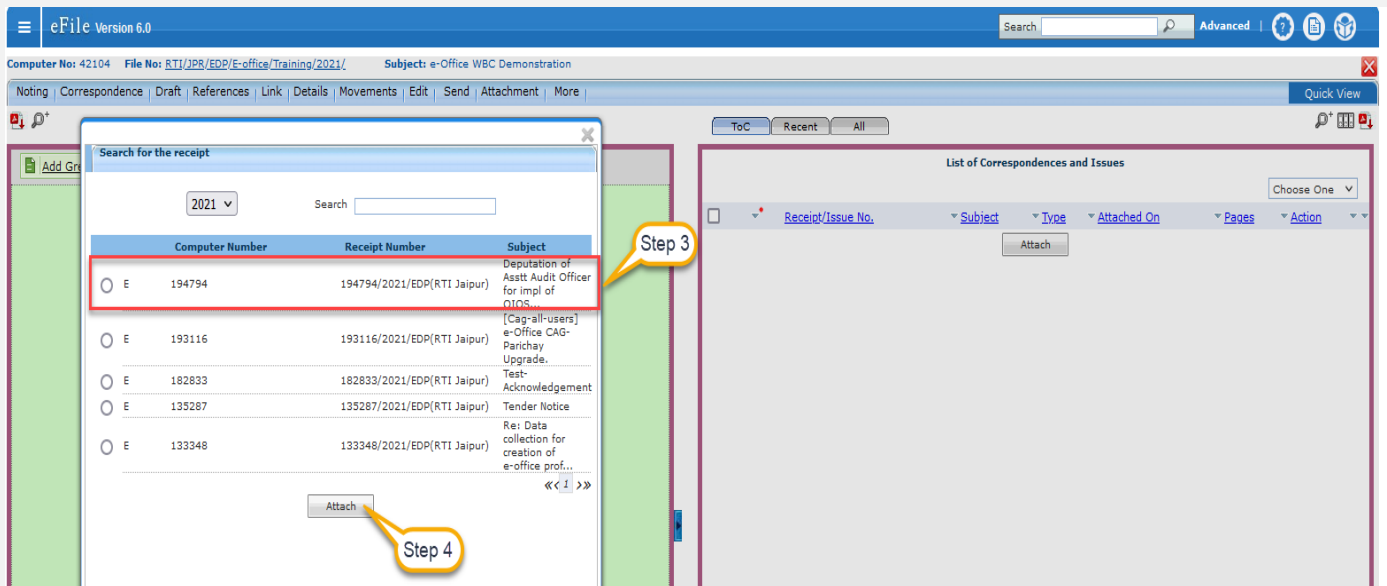 eFile Version 6.0
Search
Advanced
Computer No: 42104 File No: RTI/JPR/EDP/E-office/Training/2021/ Subject: e-Office WBC Demonstration
Noting Correspondence Draft References Link Details Movements Edit Send Attachment More
Quick View
ToC Recent All
Add Gre
Search for the receipt
2021
Search
Computer Number Receipt Number Subject
E 194794 194794/2021/EDP(RTI Jaipur) Deputation of
Asstt Audit Officer
for impl of
OIOS...
E 193116 193116/2021/EDP(RTI Jaipur) [Cag-all-users]
e-Office CAG-
Parichay
Upgrade.
E 182833 182833/2021/EDP(RTI Jaipur) Test-
Acknowledgement
E 135287 135287/2021/EDP(RTI Jaipur) Tender Notice
E 133348 133348/2021/EDP(RTI Jaipur) Re: Data
collection for
creation of
e-office prof...
1
Attach
Step 3
Step 4
List of Correspondences and Issues
Choose One
Receipt/Issue No. Subject Type Attached On Pages Action
Attach